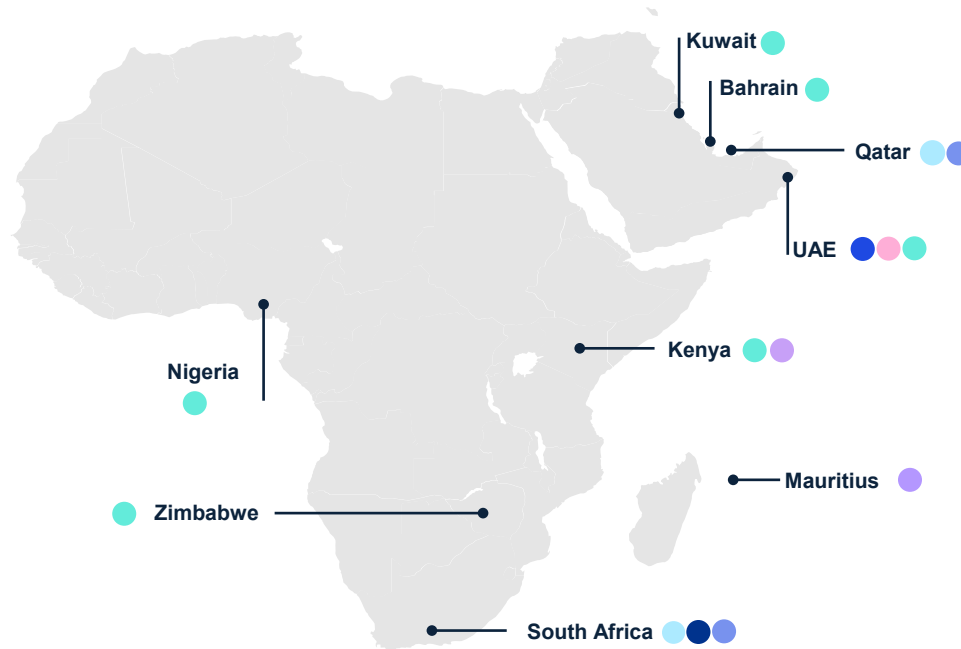 Kuwait
Bahrain
Qatar
UAE
Kenya
Nigeria
Mauritius
Zimbabwe
South Africa